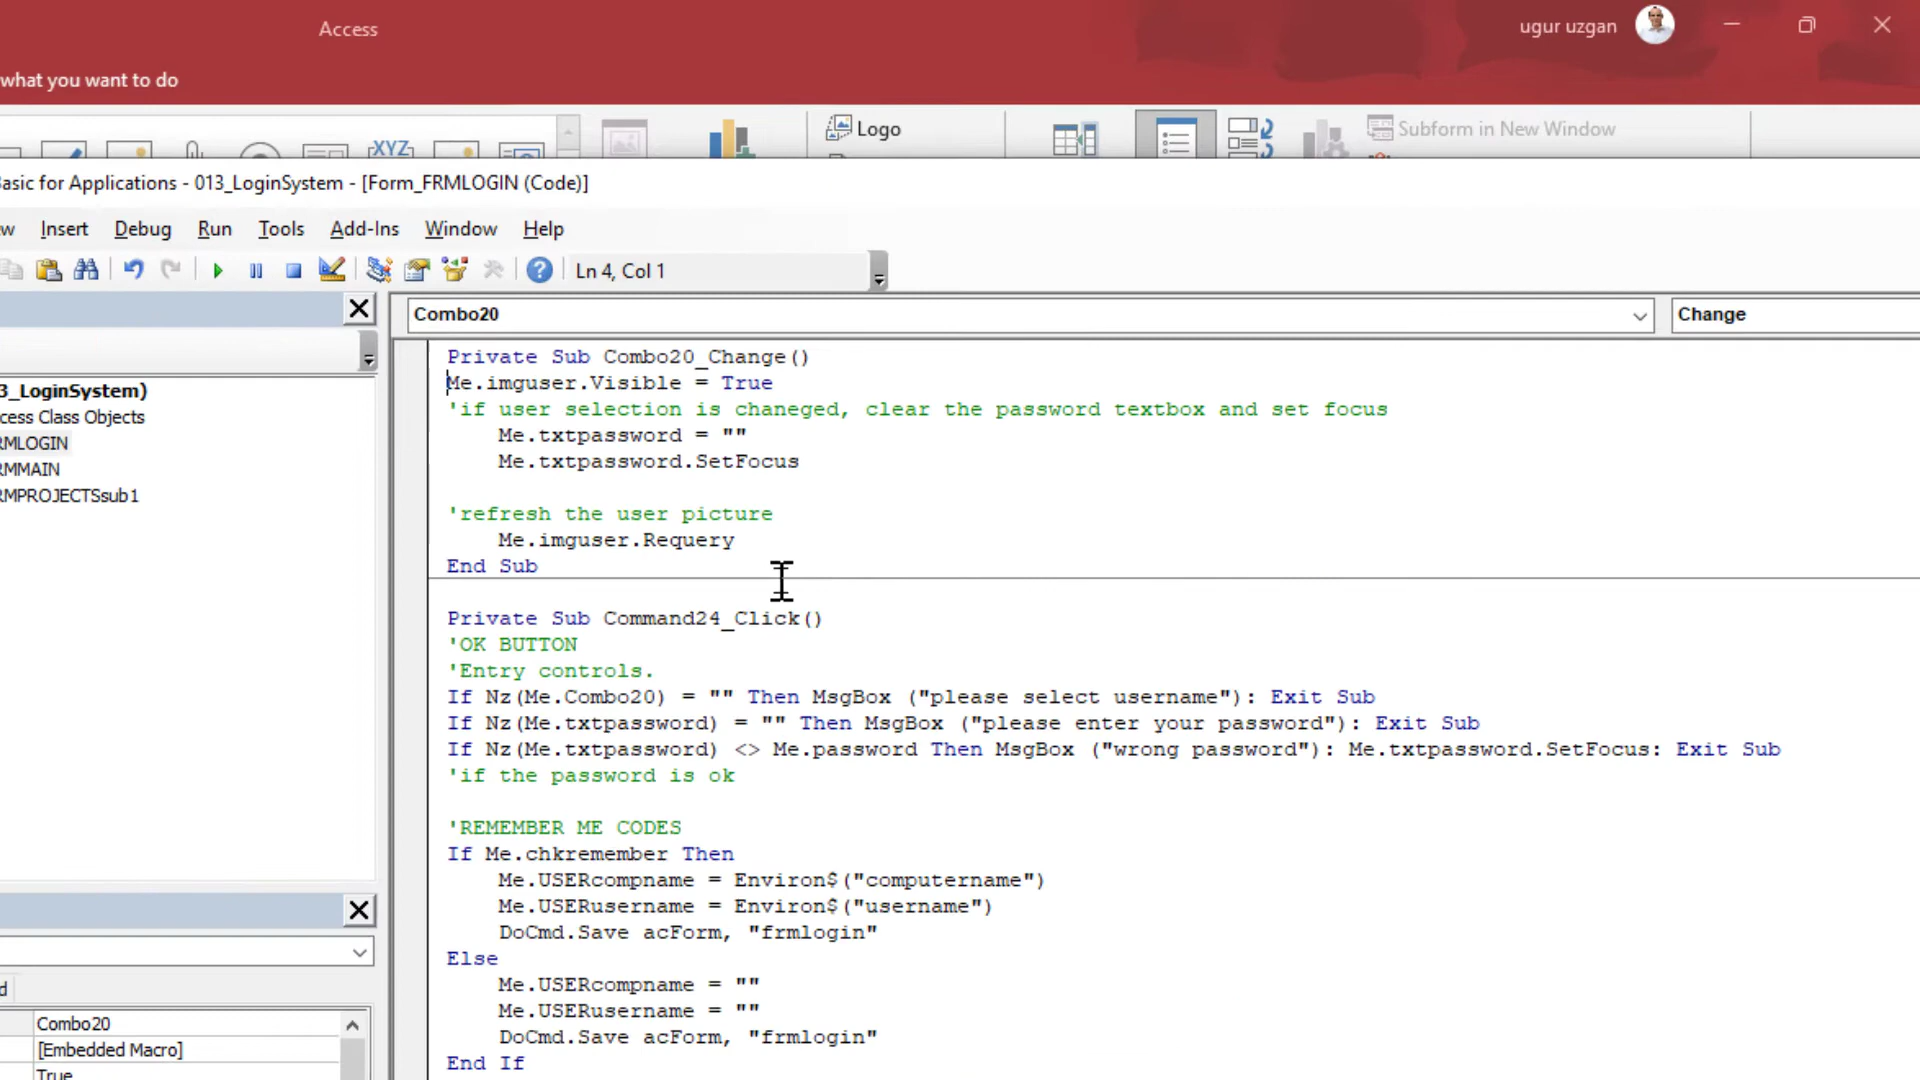 Access
ugur uzgan
what you want to do
XYZ
Logo
Subform in New Window
Basic for Applications - 013_LoginSystem - [Form_FRMLOGIN (Code)]
w Insert Debug Run Tools Add-Ins Window Help
Ln 4, Col 1
Combo20
Change
3_LoginSystem)
cess Class Objects
RMLOGIN
RMMAIN
RMPROJECTSsub1
Private Sub Combo20_Change()
Me.imguser.Visible = True
'if user selection is chaneged, clear the password textbox and set focus
Me.txtpassword = ""
Me.txtpassword.SetFocus
'refresh the user picture
Me.imguser.Requery
End Sub
Private Sub Command24_Click()
'OK BUTTON
'Entry controls.
If Nz(Me.Combo20) = "" Then MsgBox ("please select username"): Exit Sub
If Nz(Me.txtpassword) = "" Then MsgBox ("please enter your password"): Exit Sub
If Nz(Me.txtpassword) <> Me.password Then MsgBox ("wrong password"): Me.txtpassword.SetFocus: Exit Sub
'if the password is ok
'REMEMBER ME CODES
If Me.chkremember Then
Me.USERcompname = Environ$("computername")
Me.USERusername = Environ$("username")
DoCmd.Save acForm, "frmlogin"
Else
Me.USERcompname = ""
Me.USERusername = ""
DoCmd.Save acForm, "frmlogin"
End If
d
Combo20
[Embedded Macro]
True